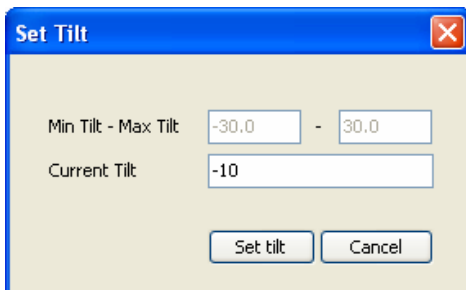 Set Tilt
Min Tilt - Max Tilt -30.0 - 30.0
Current Tilt -10
Set tilt Cancel